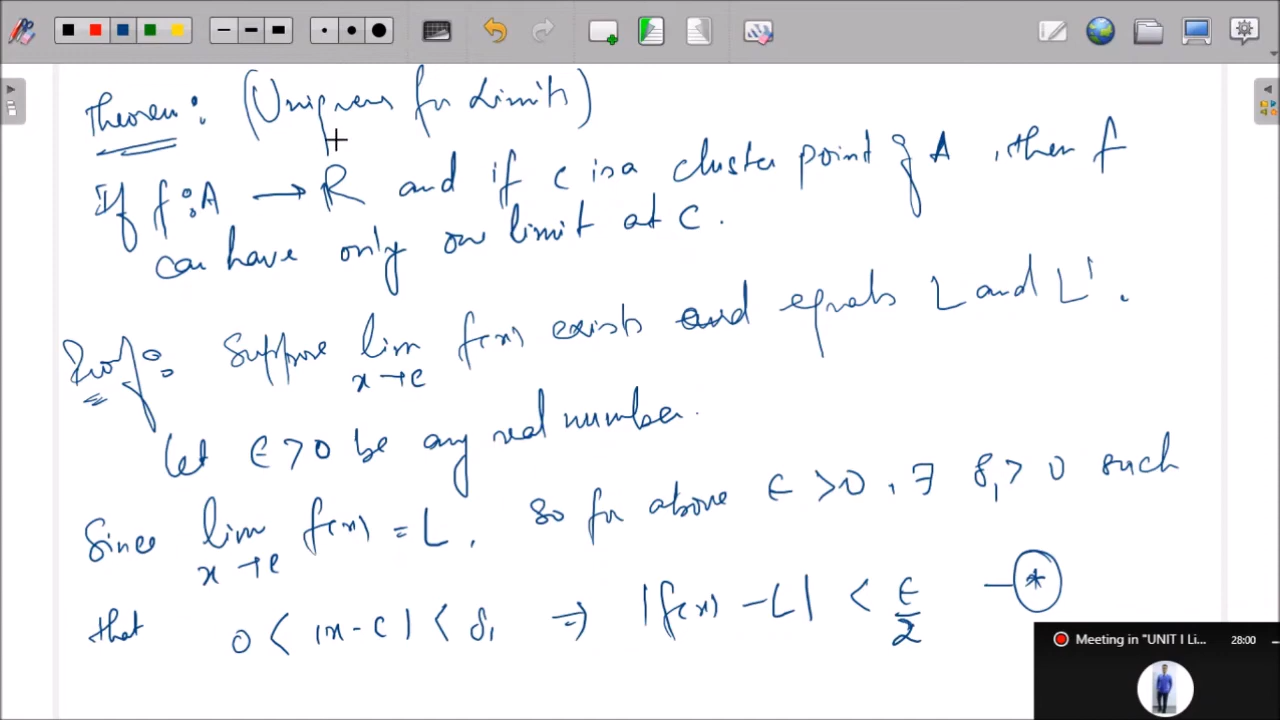 Theorem: (Uniqness for Limits)
If f: A → R and if c is a cluster point of A, then f
can have only one limit at c.
Proof: Suppose lim f(x) exists and equals L and L'.
x→c
Let ϵ > 0 be any real number.
Since lim f(x) = L, so for above ϵ > 0, ∃ δ₁ > 0 such
x→c
that 0 < |x - c| < δ₁ ⇒ |f(x) - L| < ϵ/2 —*
Meeting in "UNIT I Li... 28:00